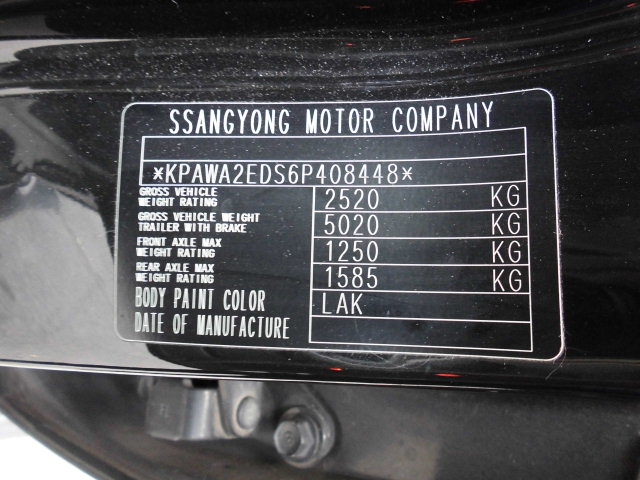 SSANGYONG MOTOR COMPANY
*KPAWA2EDS6P408448*
GROSS VEHICLE
WEIGHT RATING 2520 KG
GROSS VEHICLE WEIGHT
TRAILER WITH BRAKE 5020 KG
FRONT AXLE MAX
WEIGHT RATING 1250 KG
REAR AXLE MAX
WEIGHT RATING 1585 KG
BODY PAINT COLOR LAK
DATE OF MANUFACTURE